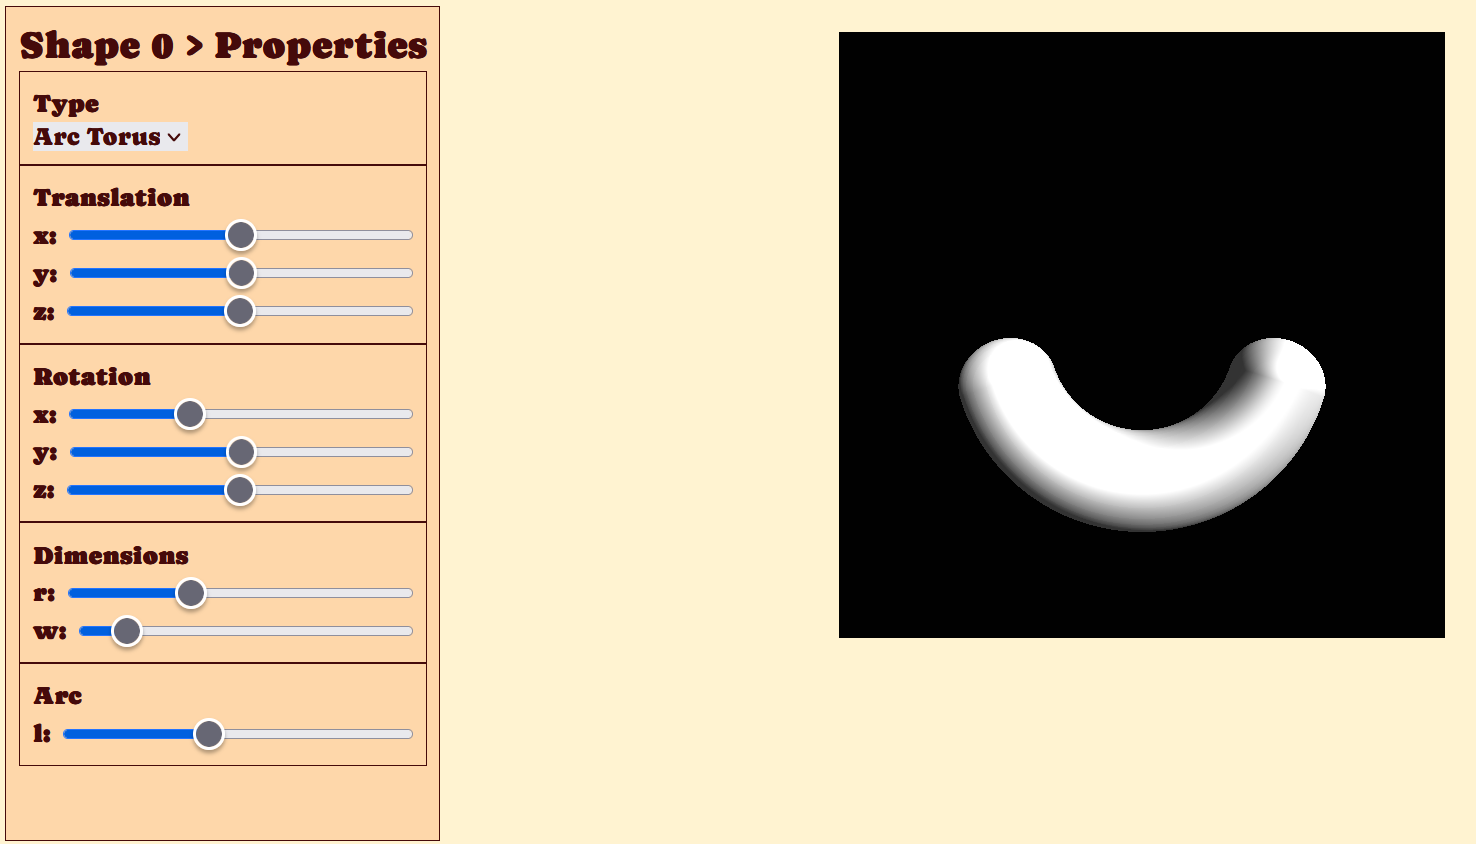 Shape 0 > Properties
Type
Arc Torus
Translation
x:
y:
z:
Rotation
x:
y:
z:
Dimensions
r:
w:
Arc
l: